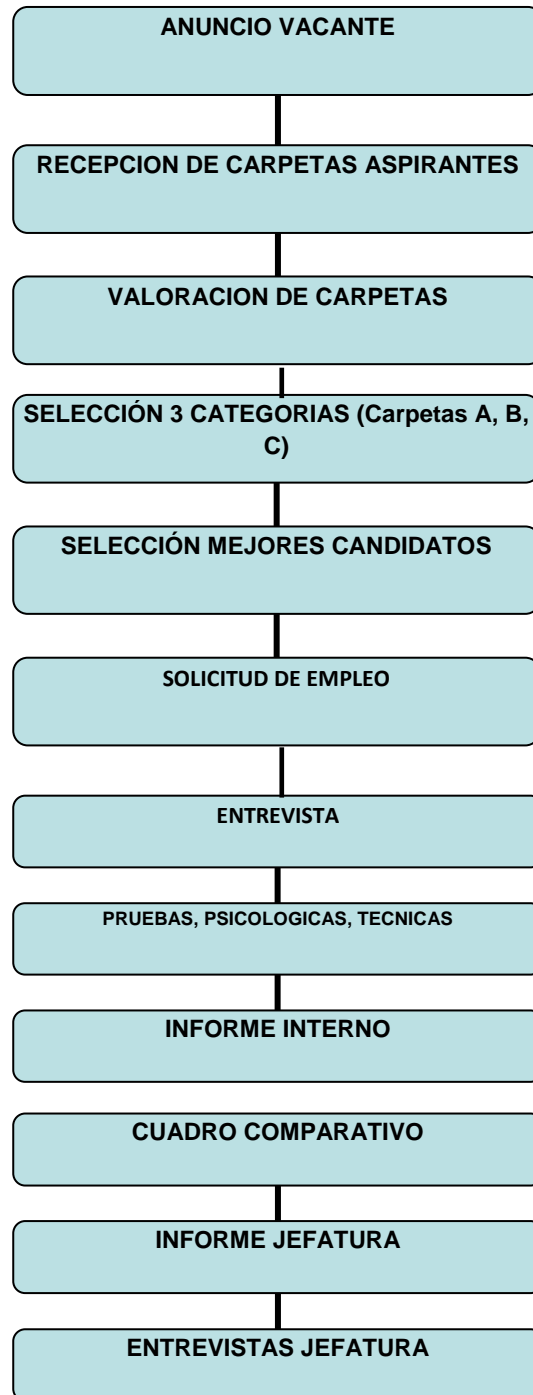 ANUNCIO VACANTE
RECEPCION DE CARPETAS ASPIRANTES
VALORACION DE CARPETAS
SELECCIÓN 3 CATEGORIAS (Carpetas A, B,
C)
SELECCIÓN MEJORES CANDIDATOS
SOLICITUD DE EMPLEO
ENTREVISTA
PRUEBAS, PSICOLOGICAS, TECNICAS
INFORME INTERNO
CUADRO COMPARATIVO
INFORME JEFATURA
ENTREVISTAS JEFATURA